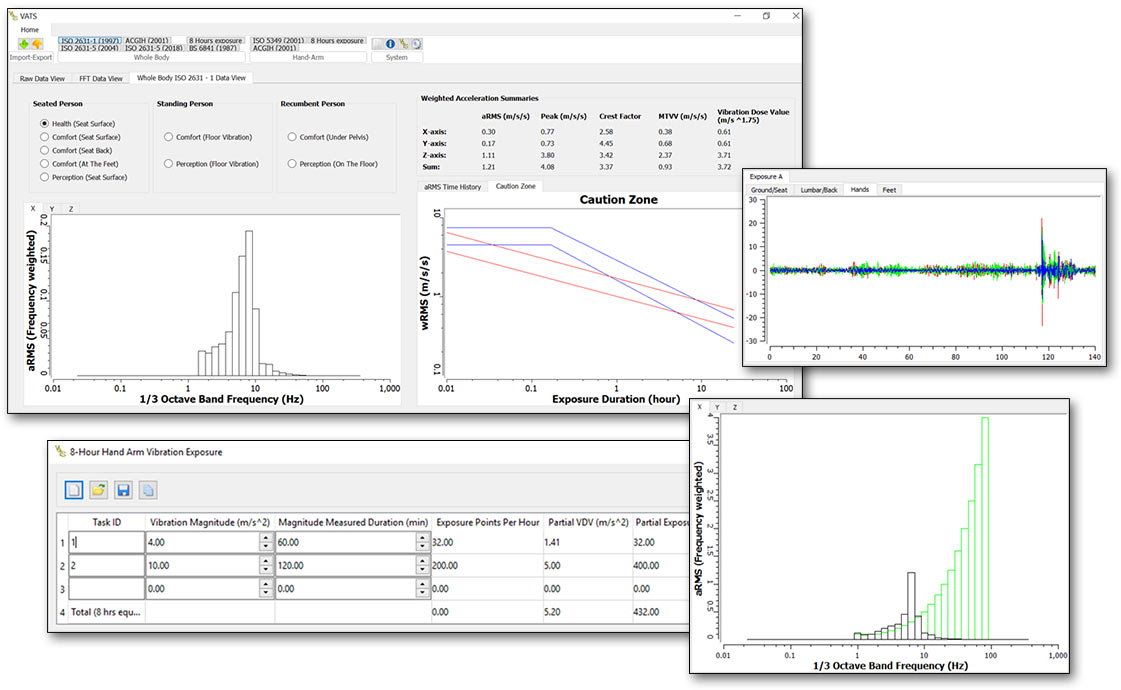 VATS
Home
ISO 2631-1 (1997) ACGIH (2001) 8 Hours exposure ISO 5349 (2001) 8 Hours exposure
ISO 2631-5 (2004) ISO 2631-5 (2018) BS 6841 (1987) ACGIH (2001)
Import-Export Whole Body Hand-Arm System
Raw Data View FFT Data View Whole Body ISO 2631 - 1 Data View
Seated Person Standing Person Recumbent Person
Health (Seat Surface)
Comfort (Seat Surface) Comfort (Floor Vibration) Comfort (Under Pelvis)
Comfort (Seat Back)
Comfort (At The Feet) Perception (Floor Vibration) Perception (On The Floor)
Perception (Seat Surface)
Weighted Acceleration Summaries
aRMS (m/s/s) Peak (m/s/s) Crest Factor MTVV (m/s/s) Vibration Dose Value (m/s ^1.75)
X-axis: 0.30 0.77 2.58 0.38 0.61
Y-axis: 0.17 0.73 4.45 0.68 0.61
Z-axis: 1.11 3.80 3.42 2.37 3.71
Sum: 1.21 4.08 3.37 0.93 3.72
X Y Z
aRMS (Frequency weighted)
0 0.05 0.1 0.15 0.2
0.01 0.1 1 10 100 1,000
1/3 Octave Band Frequency (Hz)
aRMS Time History Caution Zone
Caution Zone
wRMS (m/s/s)
10
1
0.1
0.01 0.1 1 10 100
Exposure Duration (hour)
Exposure A
Ground/Seat Lumbar/Back Hands Feet
30
20
10
0
-10
-20
-30
0 20 40 60 80 100 120 140
8-Hour Hand Arm Vibration Exposure
Task ID Vibration Magnitude (m/s^2) Magnitude Measured Duration (min) Exposure Points Per Hour Partial VDV (m/s^2) Partial Exposu
1 1 4.00 60.00 32.00 1.41 32.00
2 2 10.00 120.00 200.00 5.00 400.00
3 0.00 0.00 0.00 0.00 0.00
4 Total (8 hrs equ... 0.00 5.20 432.00
X Y Z
aRMS (Frequency weighted)
0 0.5 1 1.5 2 2.5 3 3.5 4
0.01 0.1 1 10 100 1,000
1/3 Octave Band Frequency (Hz)